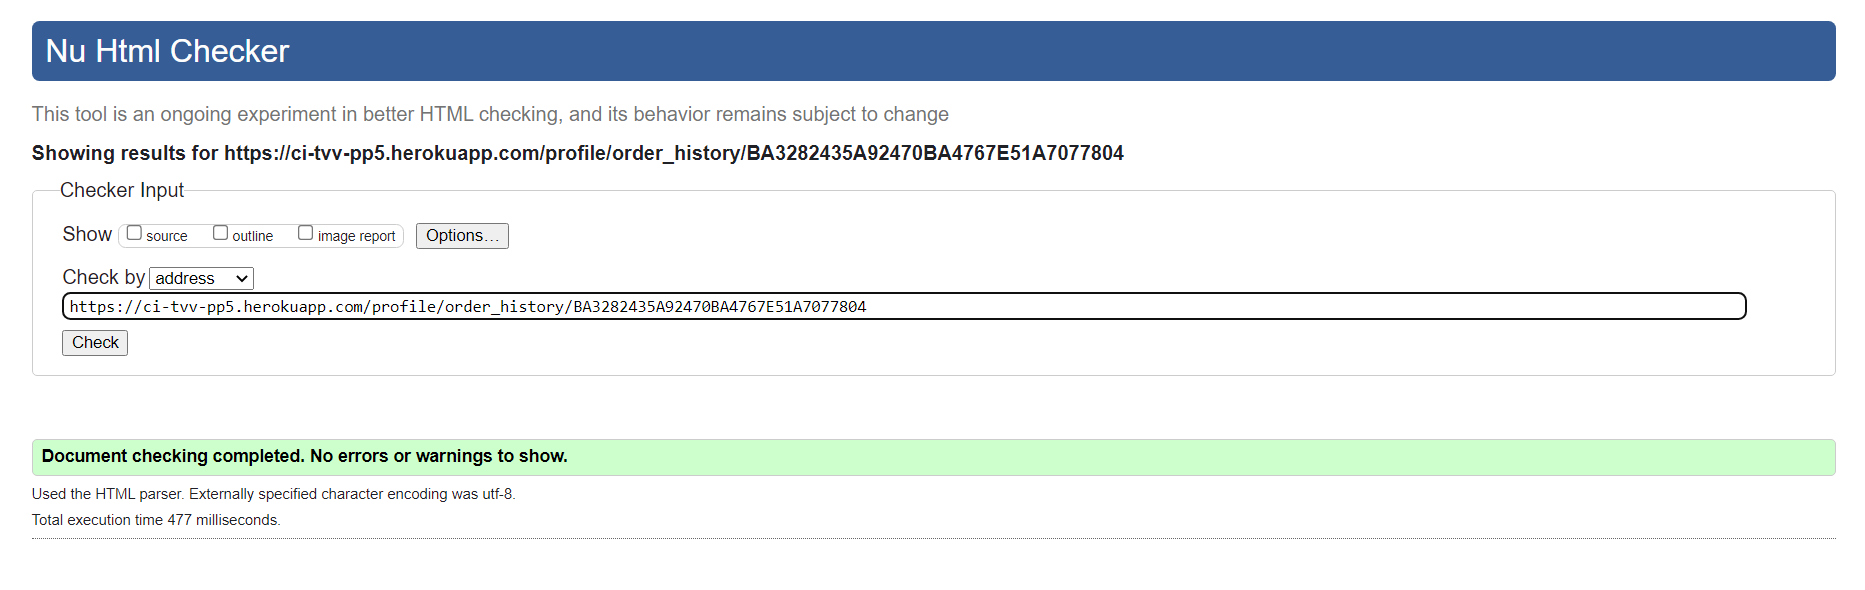 Nu Html Checker
This tool is an ongoing experiment in better HTML checking, and its behavior remains subject to change
Showing results for https://ci-tvv-pp5.herokuapp.com/profile/order_history/BA3282435A92470BA4767E51A7077804
Checker Input
Show source outline image report Options...
Check by address
https://ci-tvv-pp5.herokuapp.com/profile/order_history/BA3282435A92470BA4767E51A7077804
Check
Document checking completed. No errors or warnings to show.
Used the HTML parser. Externally specified character encoding was utf-8.
Total execution time 477 milliseconds.